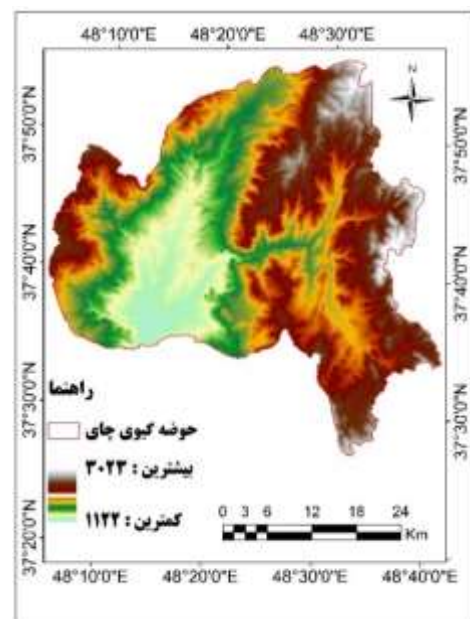 48°10'0"E 48°20'0"E 48°30'0"E
N
37°50'0"N 37°50'0"N
37°40'0"N 37°40'0"N
37°30'0"N 37°30'0"N
37°20'0"N
راهنما
حوضه گیوی چای
بیشترین : ۳۰۲۳
کمترین : ۱۱۲۲
0 3 6 12 18 24
Km
48°10'0"E 48°20'0"E 48°30'0"E 48°40'0"E